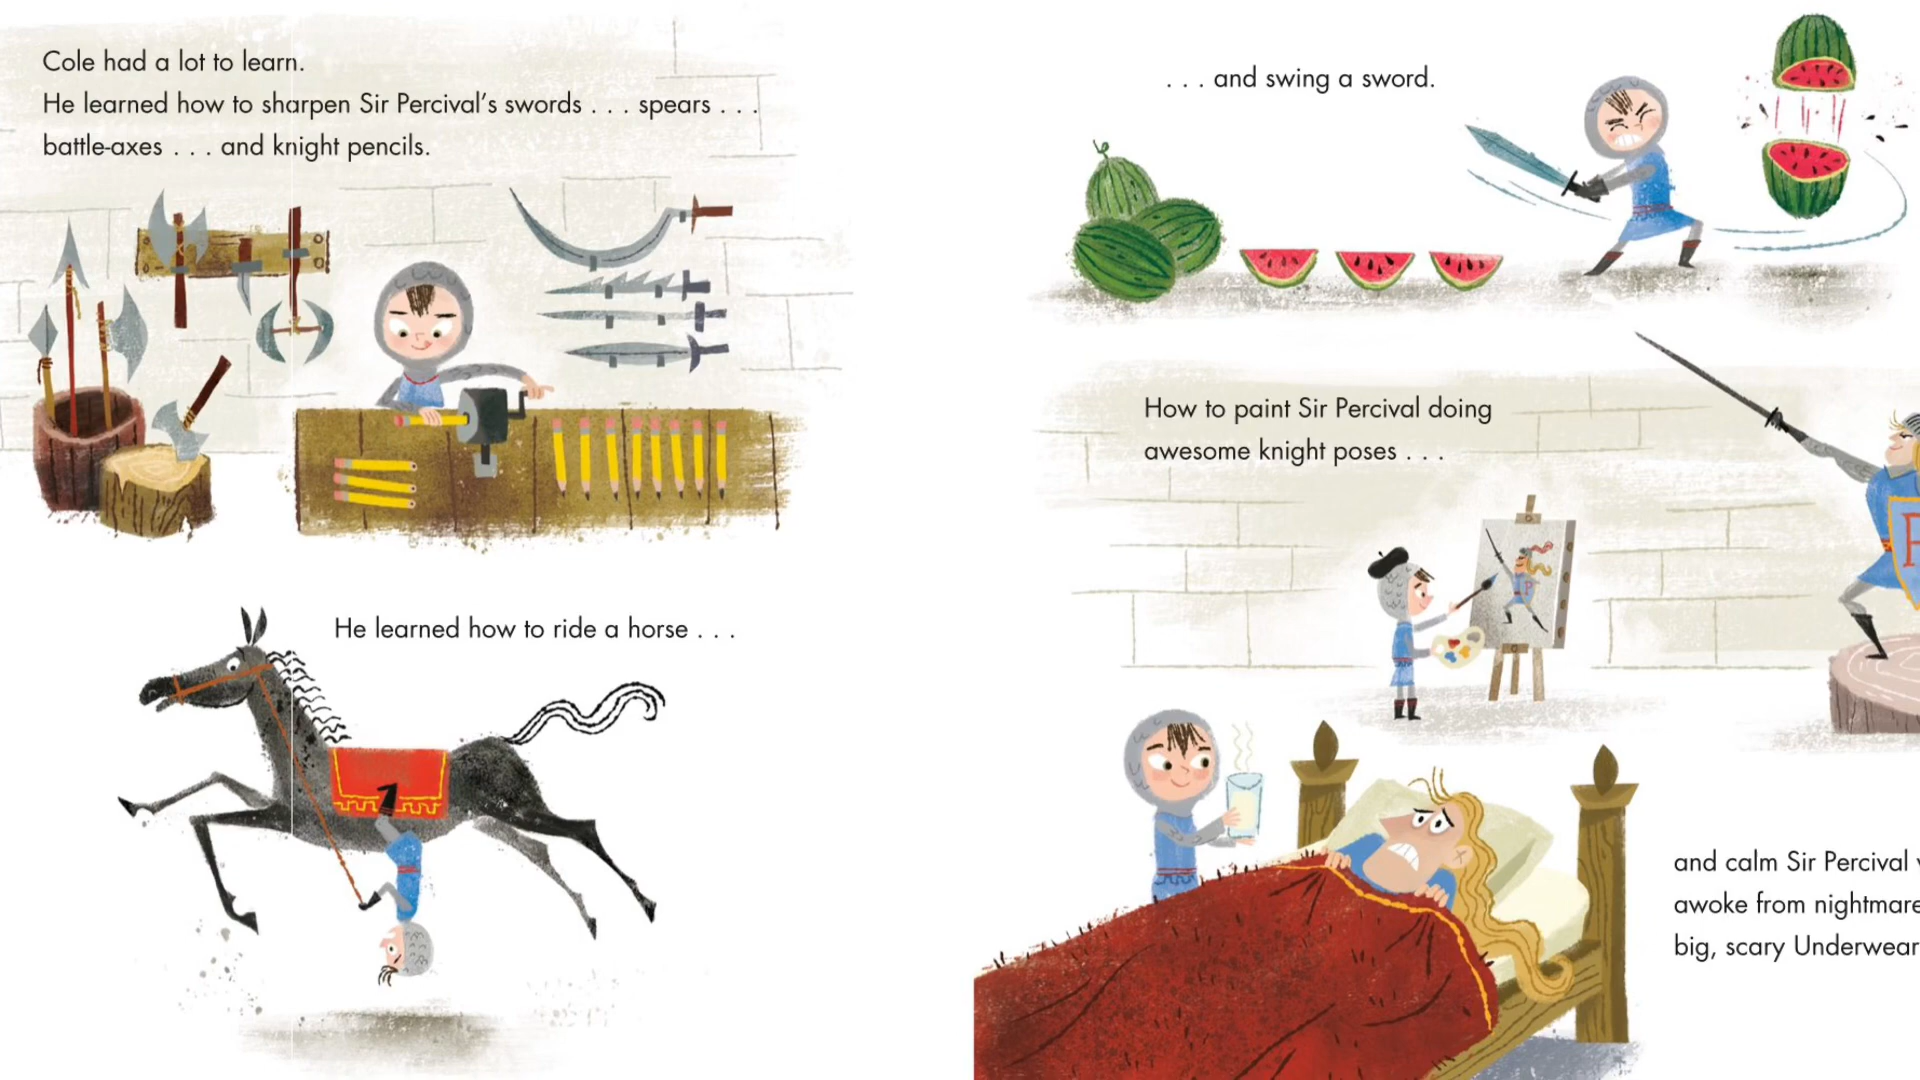 Cole had a lot to learn.
He learned how to sharpen Sir Percival's swords . . . spears . . .
battle-axes . . . and knight pencils.
He learned how to ride a horse . . .
. . . and swing a sword.
How to paint Sir Percival doing
awesome knight poses . . .
P
P
and calm Sir Percival
awoke from nightmare
big, scary Underwear